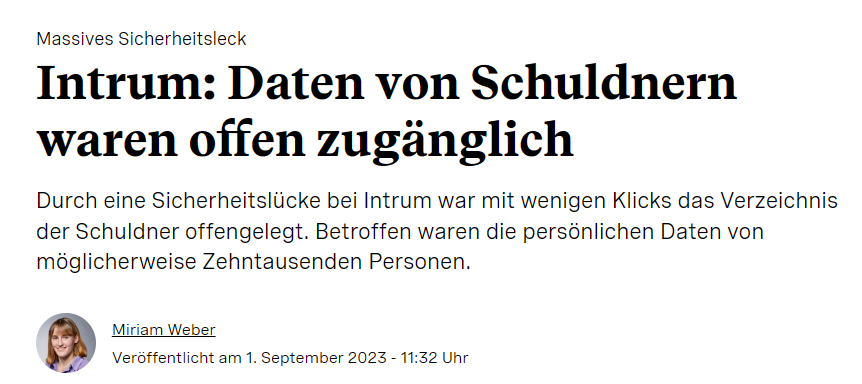 Massives Sicherheitsleck
Intrum: Daten von Schuldnern
waren offen zugänglich
Durch eine Sicherheitslücke bei Intrum war mit wenigen Klicks das Verzeichnis
der Schuldner offengelegt. Betroffen waren die persönlichen Daten von
möglicherweise Zehntausenden Personen.
Miriam Weber
Veröffentlicht am 1. September 2023 - 11:32 Uhr